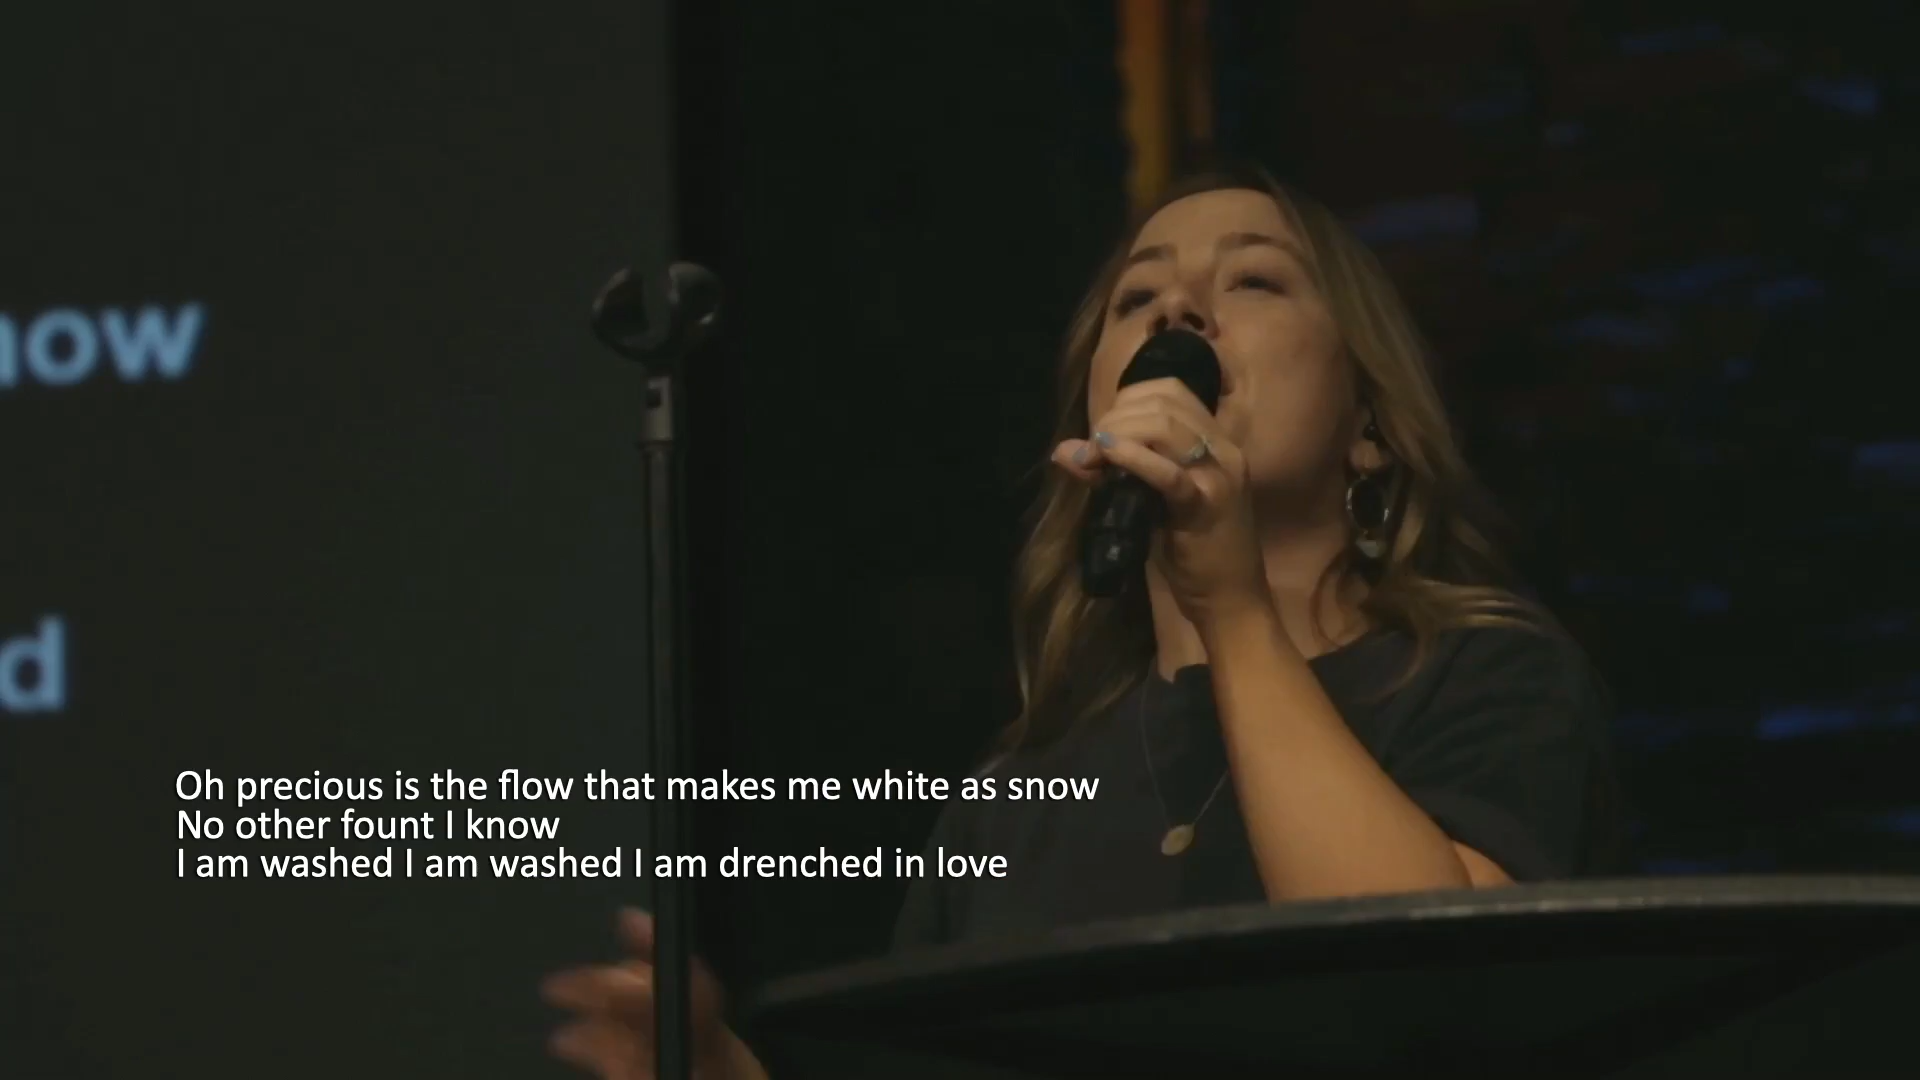 now
d
Oh precious is the flow that makes me white as snow
No other fount I know
I am washed I am washed I am drenched in love